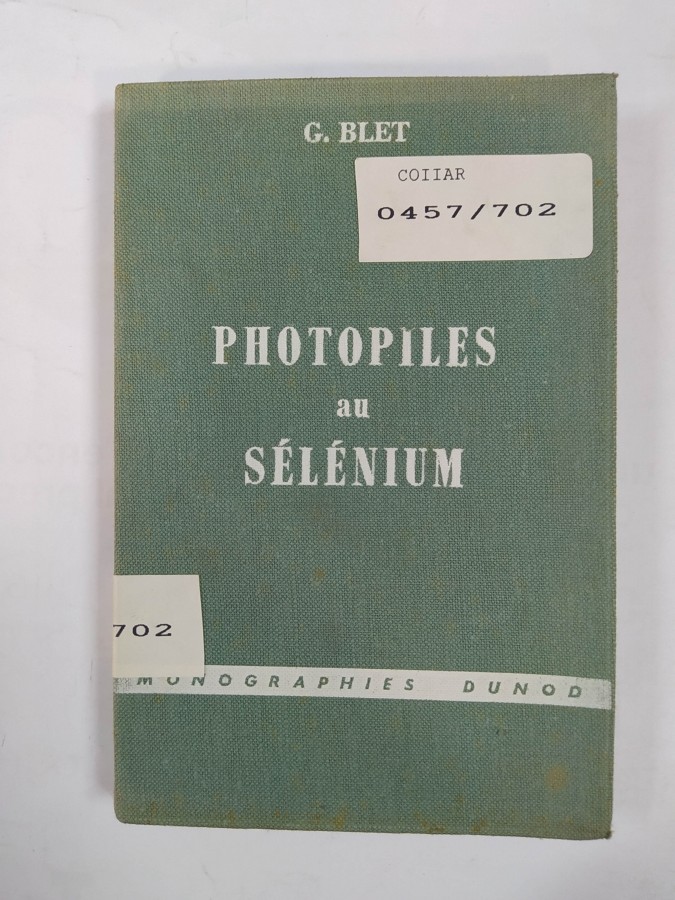 G. BLET
COIIAR
0457/702
PHOTOPILES
au
SÉLÉNIUM
702
MONOGRAPHIES DUNOD